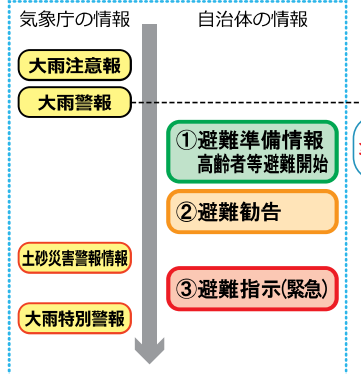 気象庁の情報
自治体の情報
大雨注意報
大雨警報
①避難準備情報
高齢者等避難開始
②避難勧告
土砂災害警報情報
③避難指示(緊急)
大雨特別警報